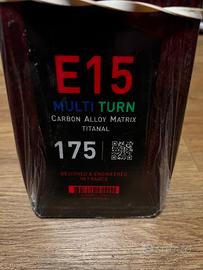 E15
MULTI TURN
CARBON ALLOY MATRIX
TITANAL
175
DESIGNED & ENGINEERED
IN FRANCE